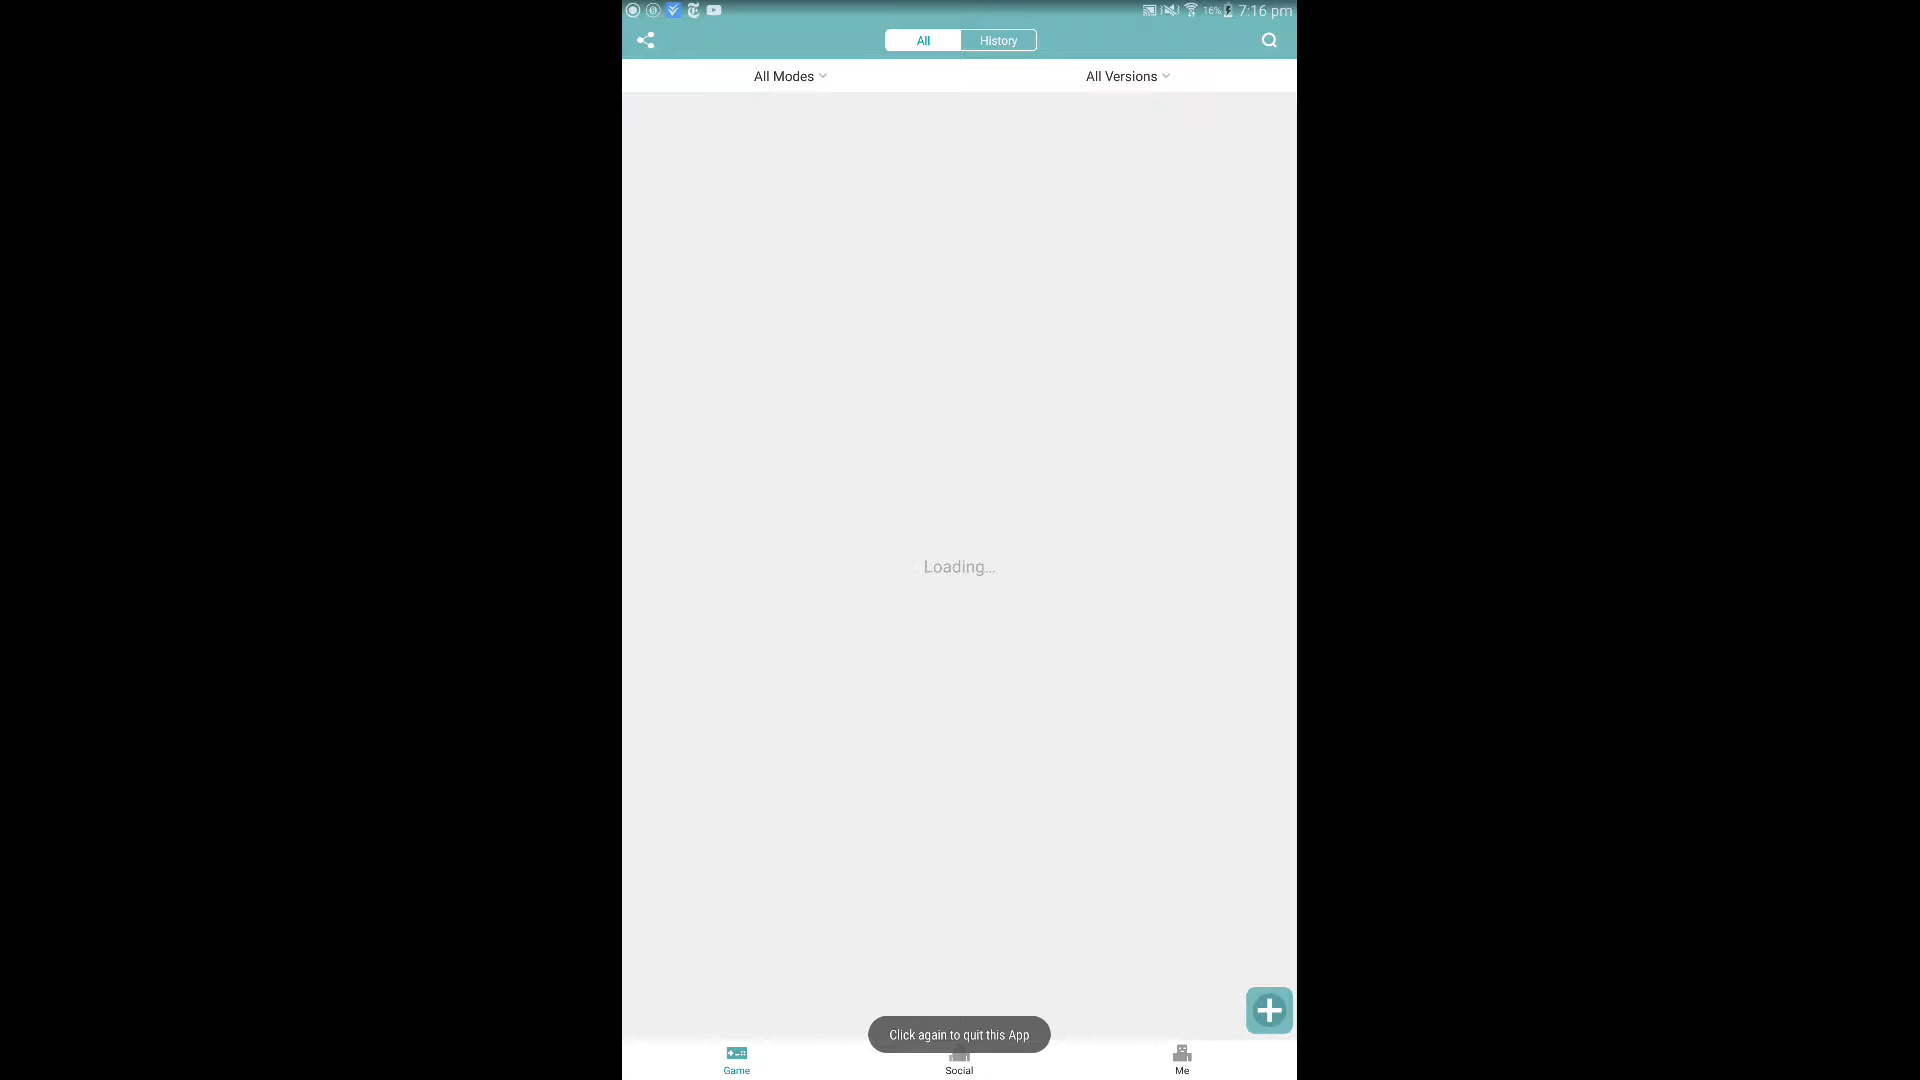 16% 7:16 pm
All History
All Modes All Versions
Loading...
Click again to quit this App
Game Social Me